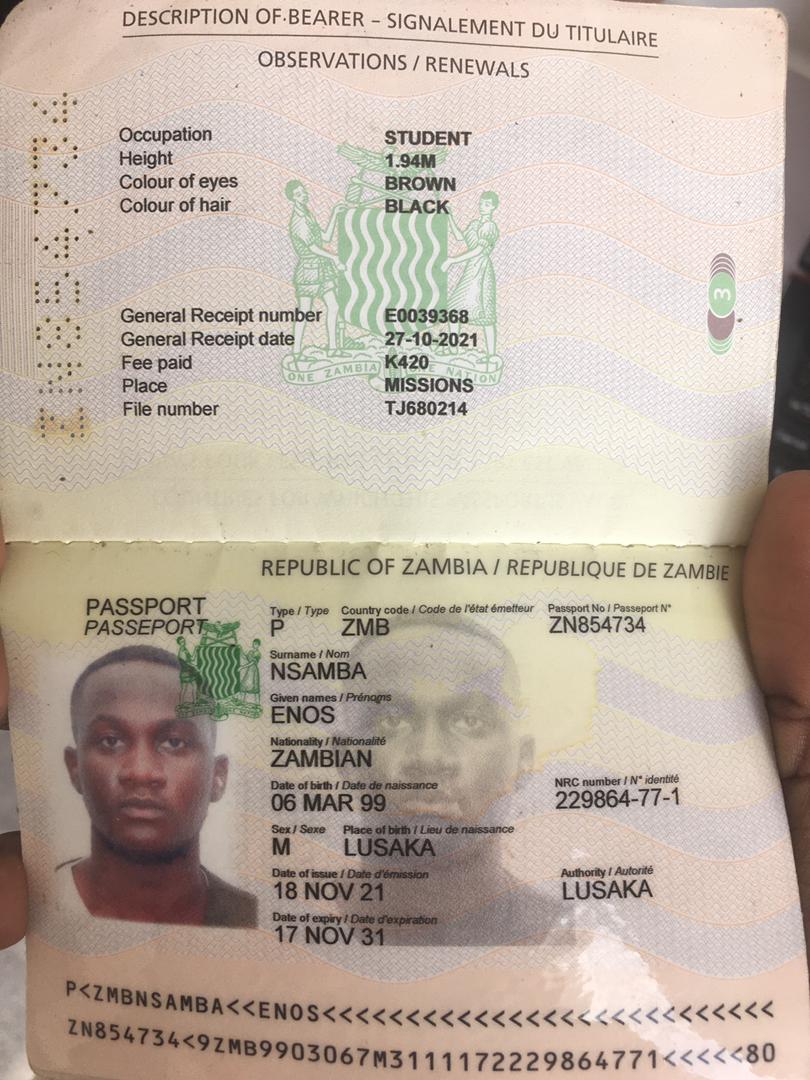 DESCRIPTION OF BEARER – SIGNALEMENT DU TITULAIRE
OBSERVATIONS / RENEWALS
Occupation STUDENT
Height 1.94M
Colour of eyes BROWN
Colour of hair BLACK
General Receipt number E0039368
General Receipt date 27-10-2021
Fee paid K420
Place MISSIONS
File number TJ680214
ONE ZAMBIA NATION
3
REPUBLIC OF ZAMBIA / REPUBLIQUE DE ZAMBIE
PASSPORT
PASSEPORT
Type / Type Country code / Code de l'état émetteur Passport No / Passeport N°
P ZMB ZN854734
Surname / Nom
NSAMBA
Given names / Prénoms
ENOS
Nationality / Nationalité
ZAMBIAN
Date of birth / Date de naissance NRC number / N° identité
06 MAR 99 229864-77-1
Sex / Sexe Place of birth / Lieu de naissance
M LUSAKA
Date of issue / Date d'émission Authority / Autorité
18 NOV 21 LUSAKA
Date of expiry / Date d'expiration
17 NOV 31
P<ZMBNSAMBA<<ENOS<<<<<<<<<<<<<<<<<<<<<<<<<<<
ZN854734<9ZMB9903067M3111172229864771<<<<<80